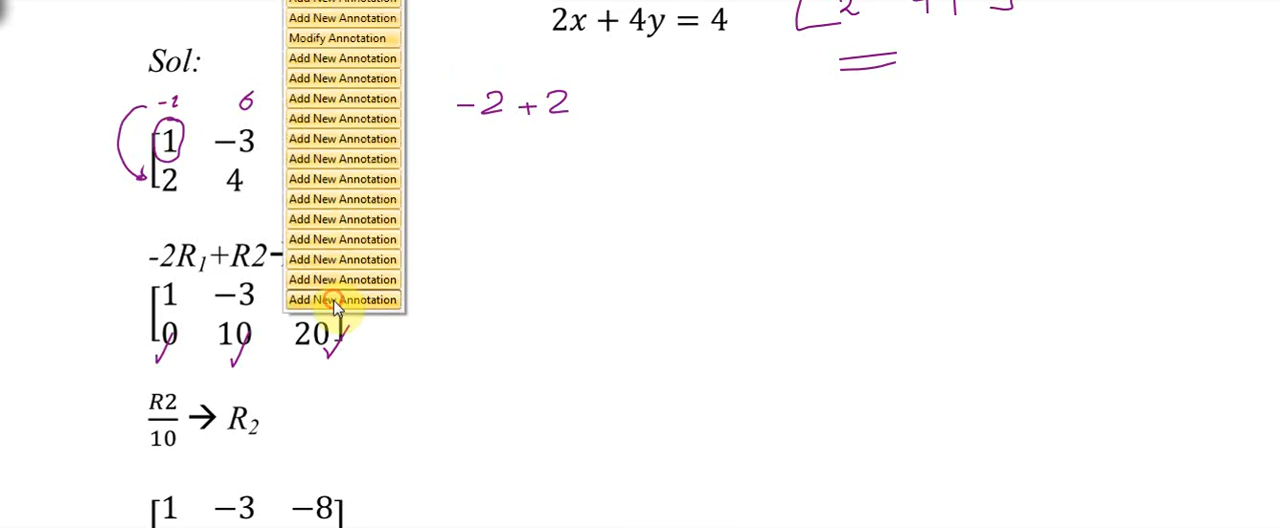 2x + 4y = 4
Add New Annotation
Modify Annotation
Sol:
Add New Annotation
Add New Annotation
-2 6 Add New Annotation -2 + 2
Add New Annotation
[1 −3 Add New Annotation
Add New Annotation
2 4 Add New Annotation
Add New Annotation
Add New Annotation
Add New Annotation
-2R1+R2 Add New Annotation
Add New Annotation
[1 −3 Add New Annotation
0 10 20]
R2/10 → R2
[1 −3 −8]